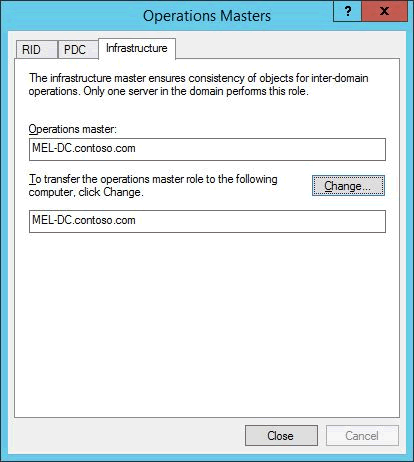 Operations Masters
? x
RID PDC Infrastructure
The infrastructure master ensures consistency of objects for inter-domain
operations. Only one server in the domain performs this role.
Operations master:
MEL-DC.contoso.com
To transfer the operations master role to the following
computer, click Change.
Change...
MEL-DC.contoso.com
Close Cancel